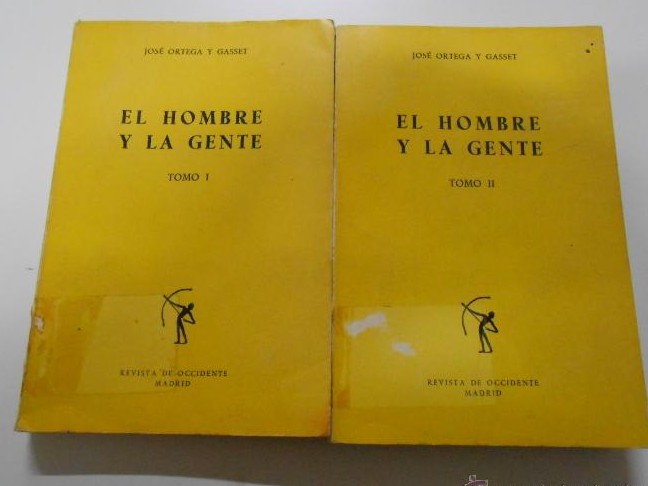 JOSÉ ORTEGA Y GASSET
EL HOMBRE
Y LA GENTE
TOMO I
REVISTA DE OCCIDENTE
MADRID
JOSÉ ORTEGA Y GASSET
EL HOMBRE
Y LA GENTE
TOMO II
REVISTA DE OCCIDENTE
MADRID